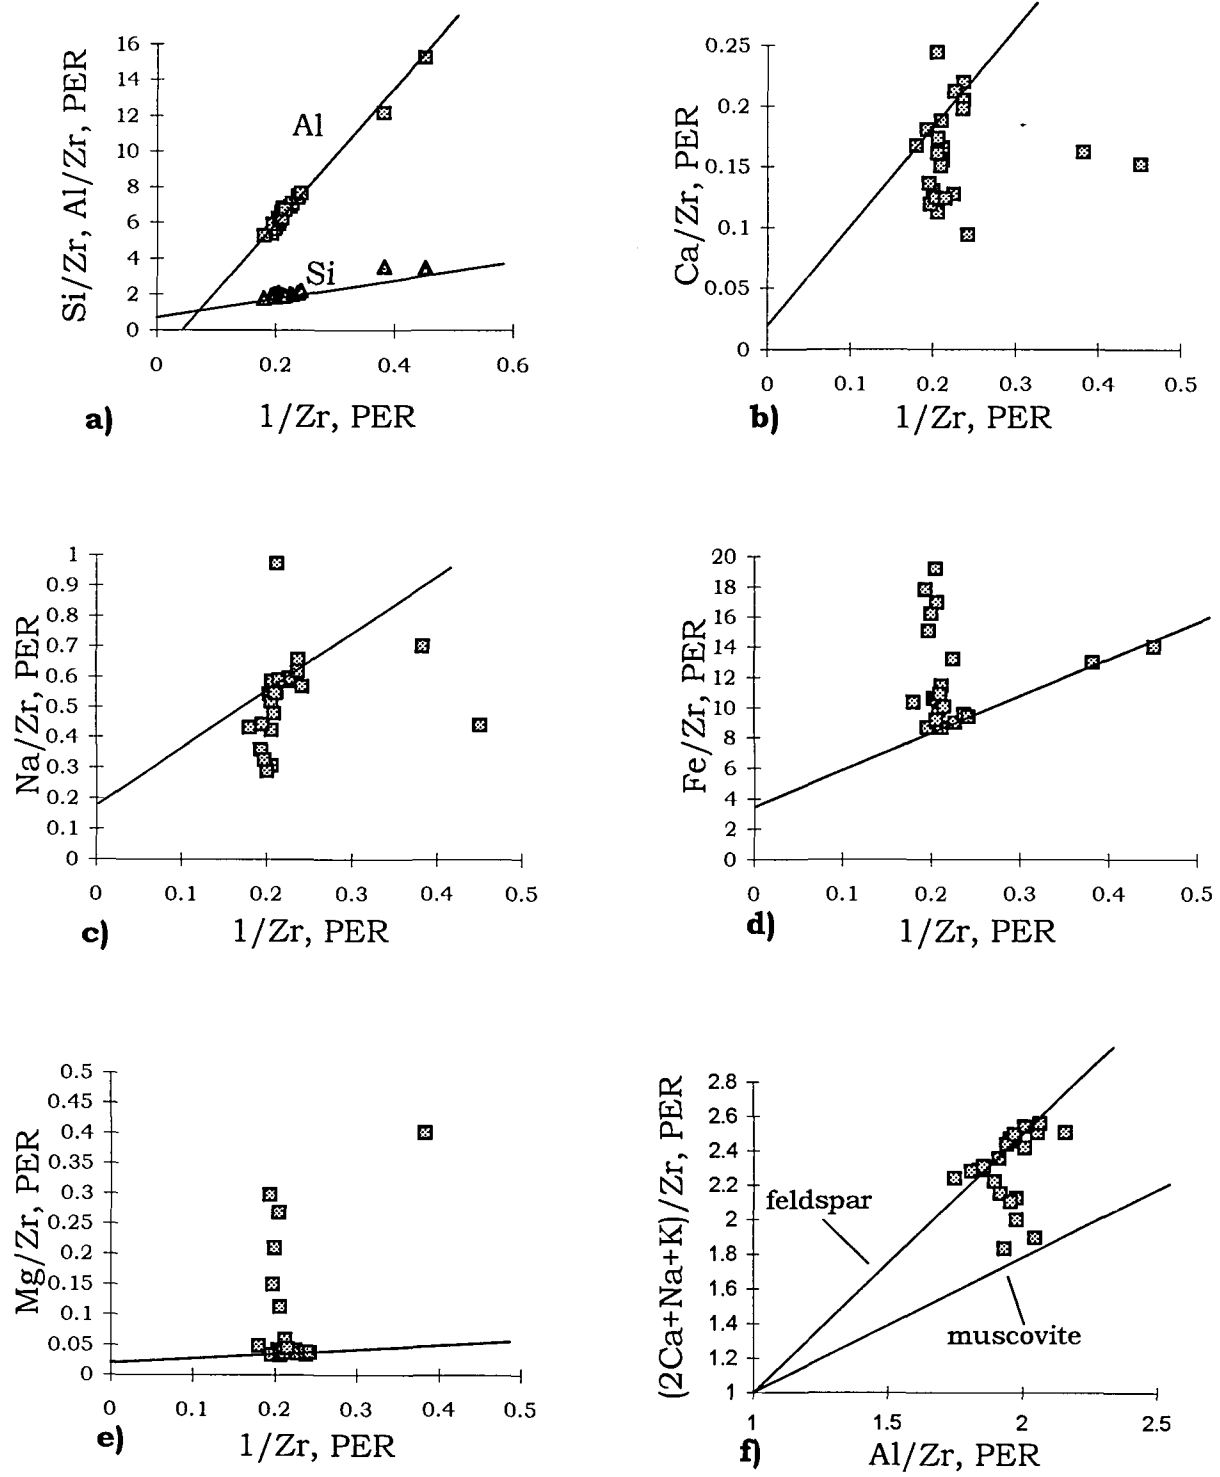 Si/Zr, Al/Zr, PER
16
14
12
10
8
6
4
2
0
Al
Si
0 0.2 0.4 0.6
1/Zr, PER
a)
Ca/Zr, PER
0.25
0.2
0.15
0.1
0.05
0
0 0.1 0.2 0.3 0.4 0.5
1/Zr, PER
b)
Na/Zr, PER
1
0.9
0.8
0.7
0.6
0.5
0.4
0.3
0.2
0.1
0
0 0.1 0.2 0.3 0.4 0.5
1/Zr, PER
c)
Fe/Zr, PER
20
18
16
14
12
10
8
6
4
2
0
0 0.1 0.2 0.3 0.4 0.5
1/Zr, PER
d)
Mg/Zr, PER
0.5
0.45
0.4
0.35
0.3
0.25
0.2
0.15
0.1
0.05
0
0 0.1 0.2 0.3 0.4 0.5
1/Zr, PER
e)
(2Ca+Na+K)/Zr, PER
2.8
2.6
2.4
2.2
2
1.8
1.6
1.4
1.2
1
feldspar
muscovite
1 1.5 2 2.5
Al/Zr, PER
f)